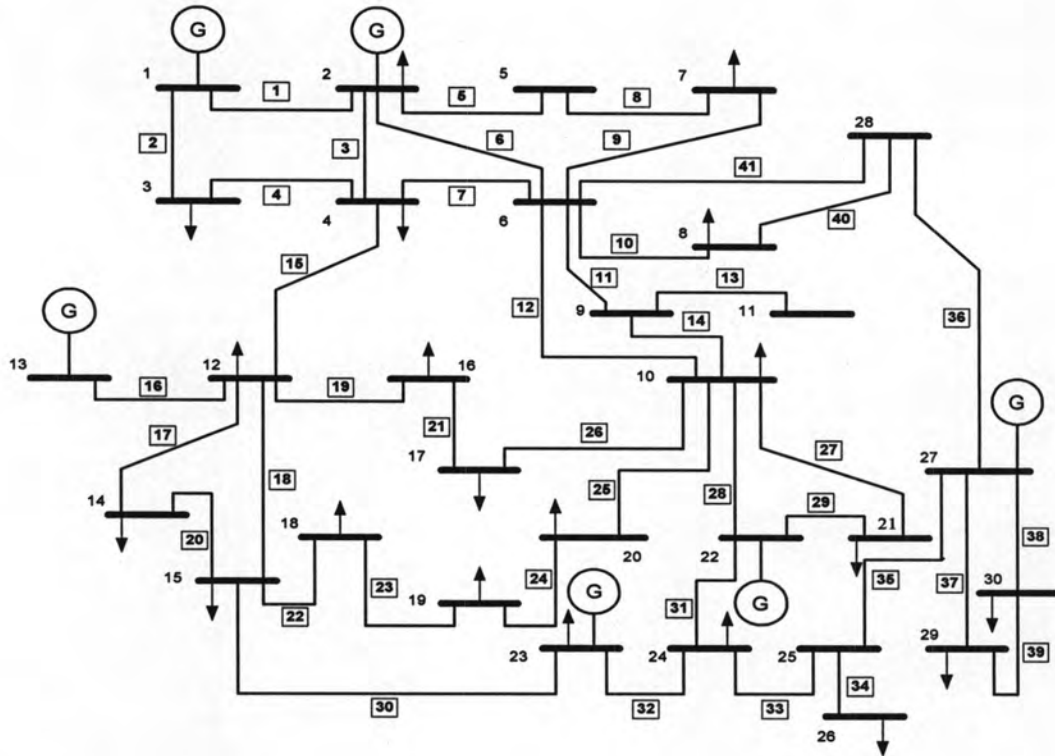 G G
1 1 2 5 5 8 7
2 3 6 9 28
3 4 4 7 6 41
8 40
15 10
11 13
12 9 14 11 36
G
13 12 16 10 G
16 19
17 21 26 27 27
17
14 18 25 28 29
20 18 20 22 21 38
15 23 24 G 35 37 30
22 19 31 G
23 24 25 29 39
30 32 33 34
26